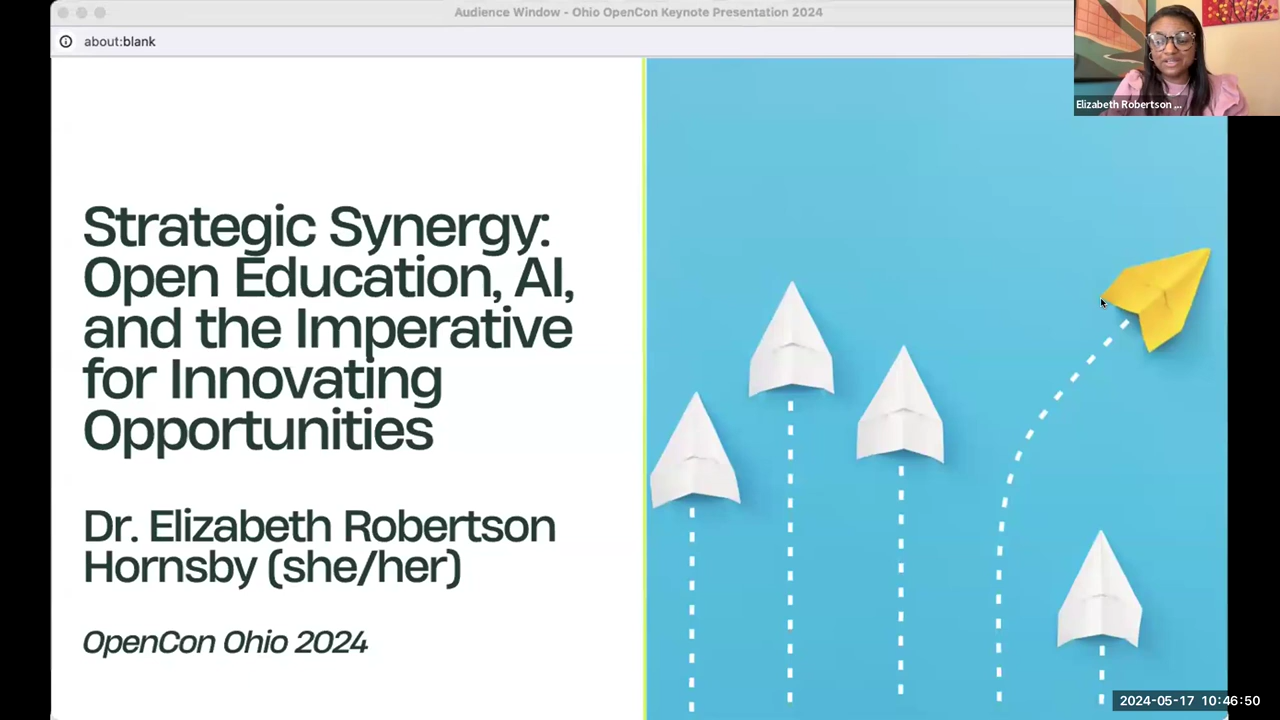 Audience Window - Ohio OpenCon Keynote Presentation 2024
about:blank
Elizabeth Robertson ...
Strategic Synergy:
Open Education, AI,
and the Imperative
for Innovating
Opportunities
Dr. Elizabeth Robertson
Hornsby (she/her)
OpenCon Ohio 2024
2024-05-17 10:46:50